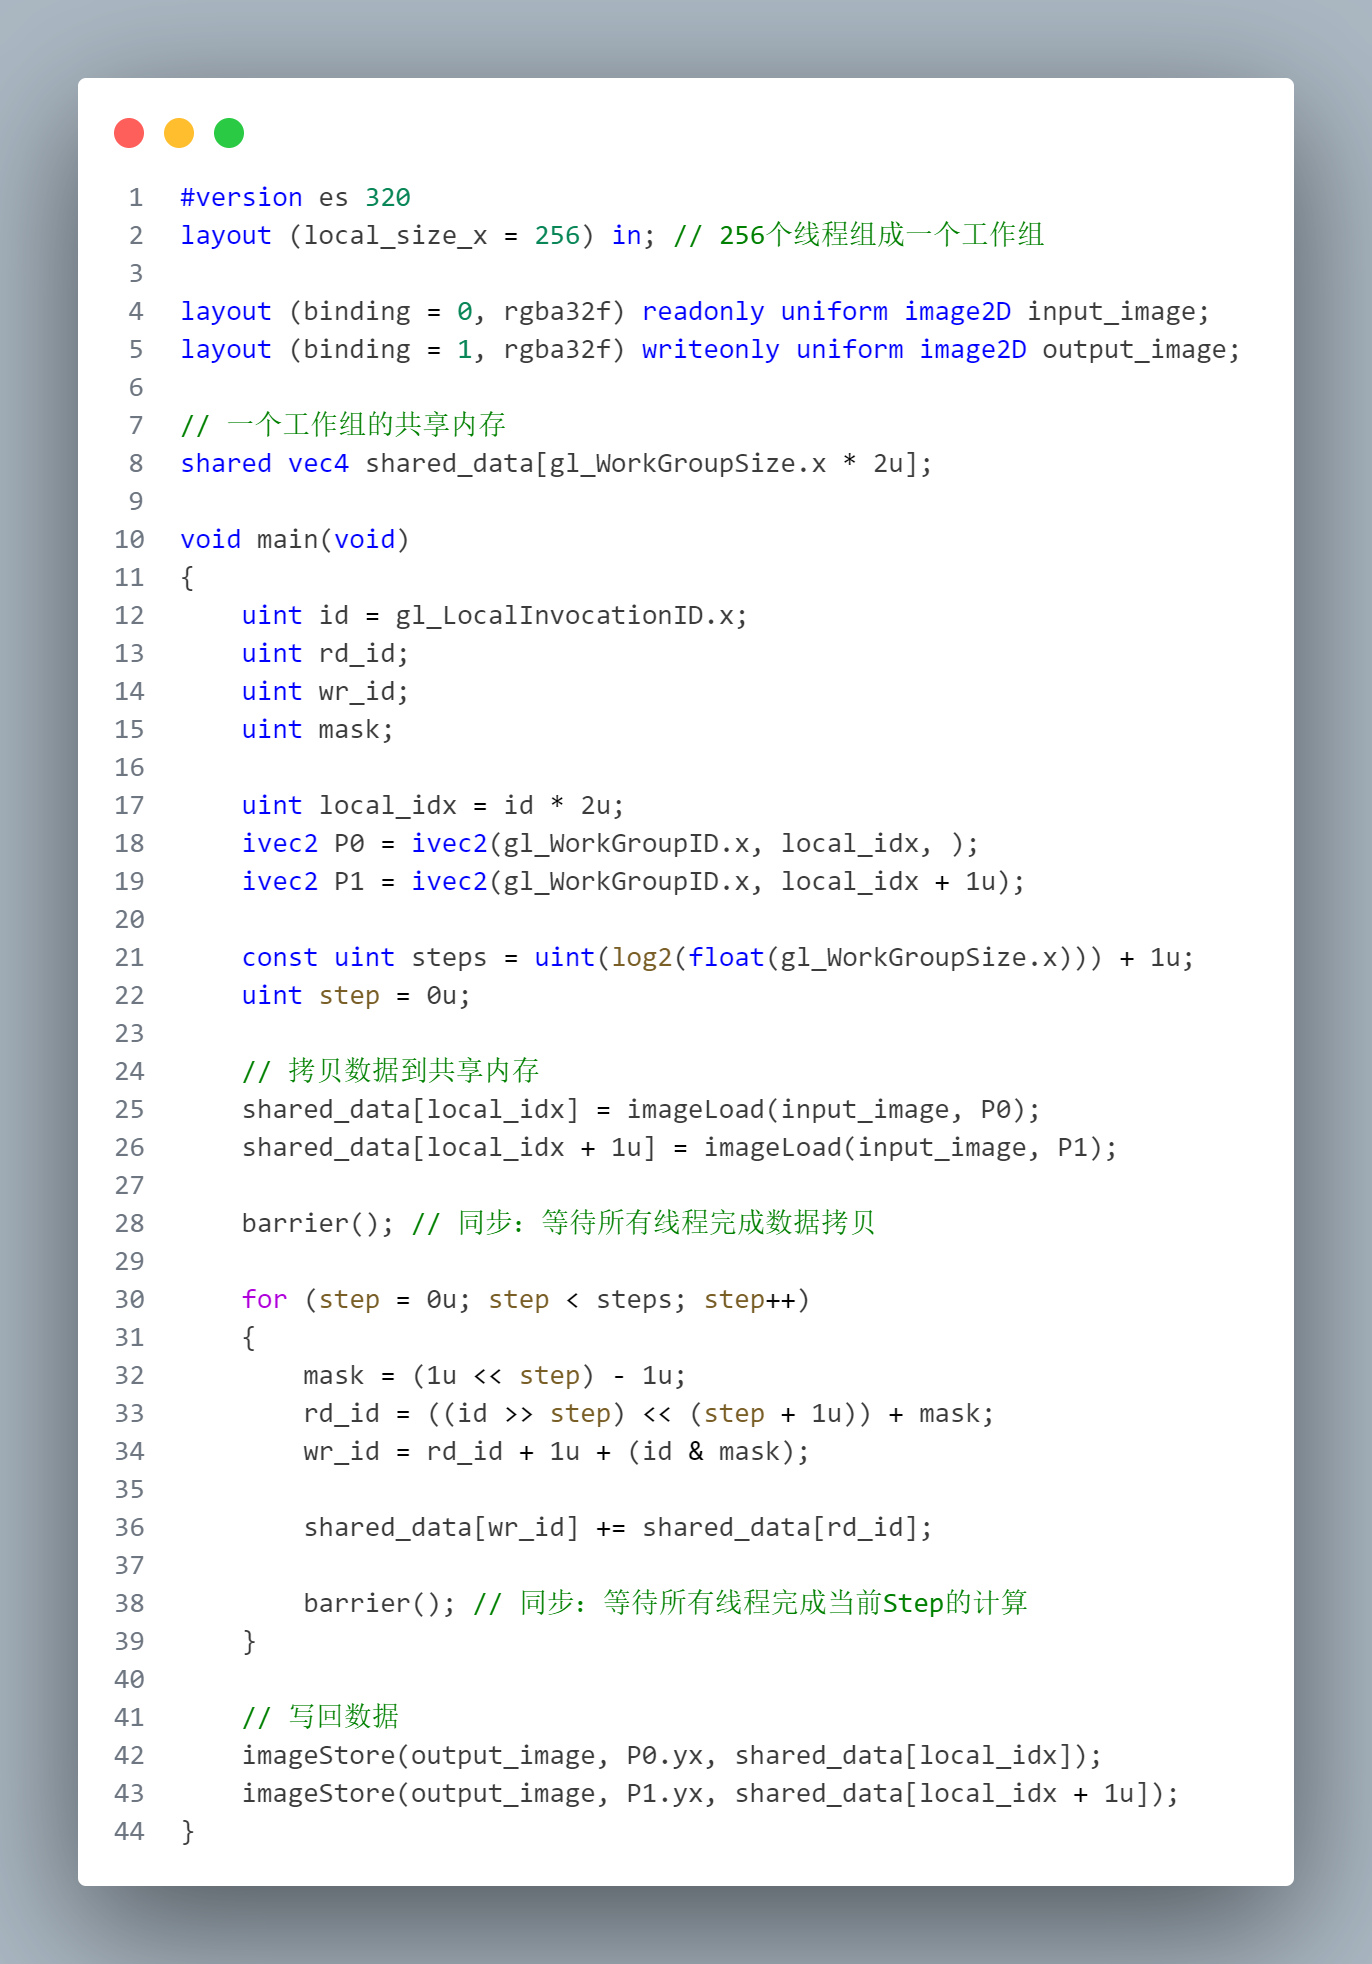 1 #version es 320
2 layout (local_size_x = 256) in; // 256个线程组成一个工作组
3
4 layout (binding = 0, rgba32f) readonly uniform image2D input_image;
5 layout (binding = 1, rgba32f) writeonly uniform image2D output_image;
6
7 // 一个工作组的共享内存
8 shared vec4 shared_data[gl_WorkGroupSize.x * 2u];
9
10 void main(void)
11 {
12     uint id = gl_LocalInvocationID.x;
13     uint rd_id;
14     uint wr_id;
15     uint mask;
16
17     uint local_idx = id * 2u;
18     ivec2 P0 = ivec2(gl_WorkGroupID.x, local_idx, );
19     ivec2 P1 = ivec2(gl_WorkGroupID.x, local_idx + 1u);
20
21     const uint steps = uint(log2(float(gl_WorkGroupSize.x))) + 1u;
22     uint step = 0u;
23
24     // 拷贝数据到共享内存
25     shared_data[local_idx] = imageLoad(input_image, P0);
26     shared_data[local_idx + 1u] = imageLoad(input_image, P1);
27
28     barrier(); // 同步：等待所有线程完成数据拷贝
29
30     for (step = 0u; step < steps; step++)
31     {
32         mask = (1u << step) - 1u;
33         rd_id = ((id >> step) << (step + 1u)) + mask;
34         wr_id = rd_id + 1u + (id & mask);
35
36         shared_data[wr_id] += shared_data[rd_id];
37
38         barrier(); // 同步：等待所有线程完成当前Step的计算
39     }
40
41     // 写回数据
42     imageStore(output_image, P0.yx, shared_data[local_idx]);
43     imageStore(output_image, P1.yx, shared_data[local_idx + 1u]);
44 }